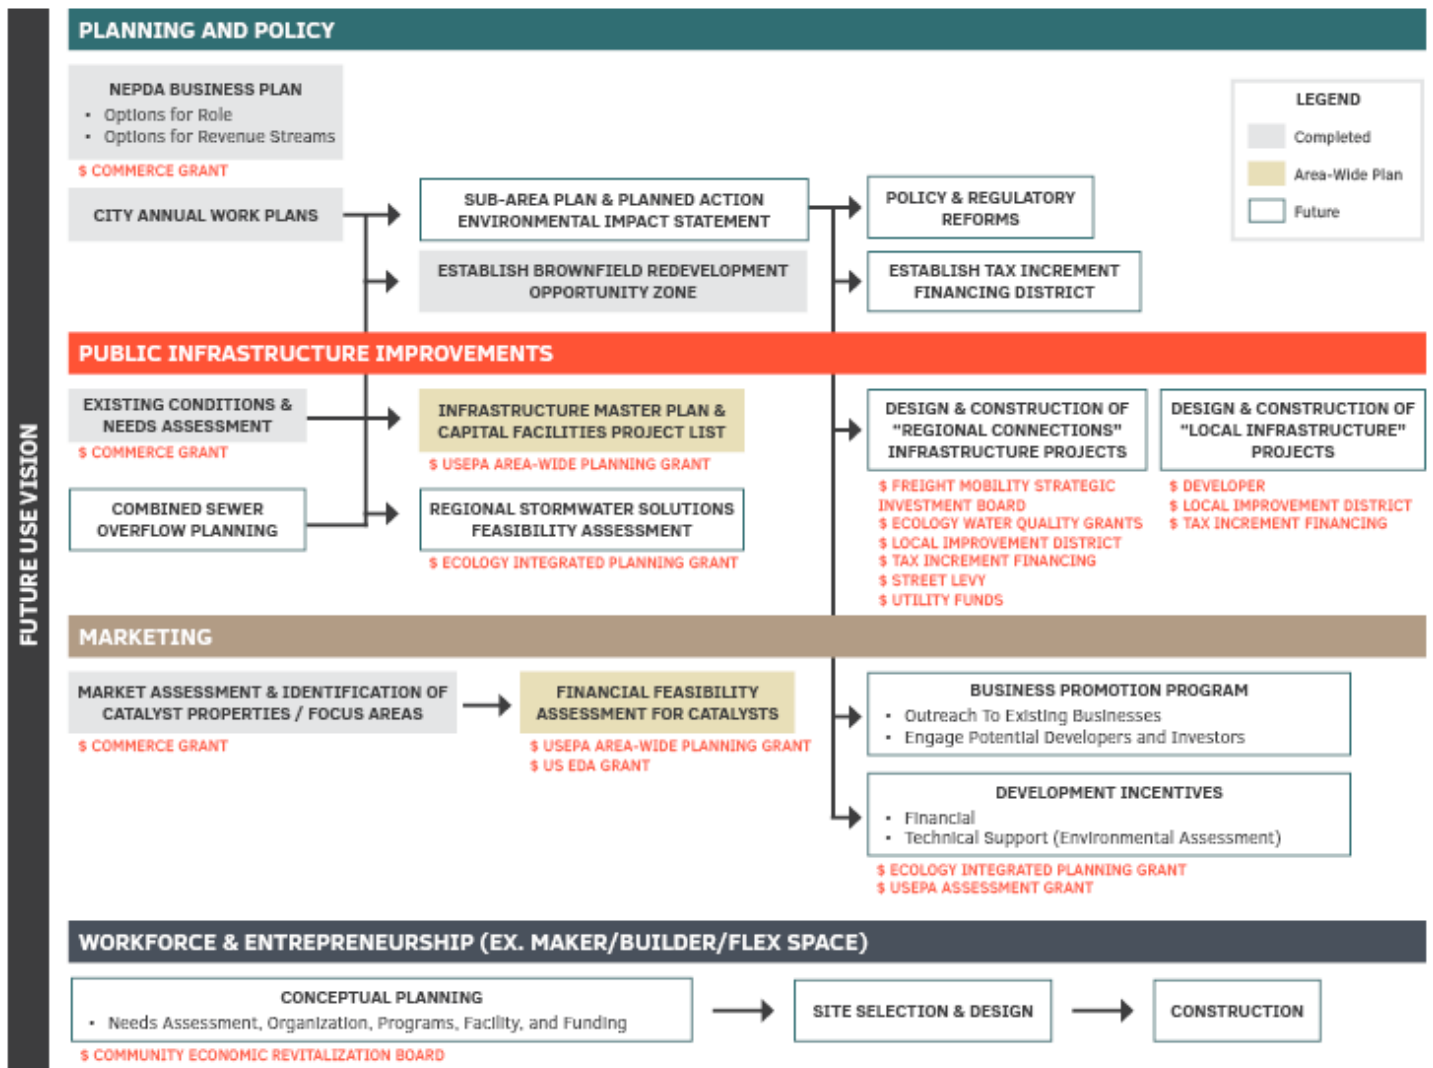 FUTURE USE VISION
PLANNING AND POLICY
NEPDA BUSINESS PLAN
• Options for Role
• Options for Revenue Streams
$ COMMERCE GRANT
CITY ANNUAL WORK PLANS
SUB-AREA PLAN & PLANNED ACTION
ENVIRONMENTAL IMPACT STATEMENT
ESTABLISH BROWNFIELD REDEVELOPMENT
OPPORTUNITY ZONE
POLICY & REGULATORY
REFORMS
ESTABLISH TAX INCREMENT
FINANCING DISTRICT
LEGEND
Completed
Area-Wide Plan
Future
PUBLIC INFRASTRUCTURE IMPROVEMENTS
EXISTING CONDITIONS &
NEEDS ASSESSMENT
$ COMMERCE GRANT
COMBINED SEWER
OVERFLOW PLANNING
INFRASTRUCTURE MASTER PLAN &
CAPITAL FACILITIES PROJECT LIST
$ USEPA AREA-WIDE PLANNING GRANT
REGIONAL STORMWATER SOLUTIONS
FEASIBILITY ASSESSMENT
$ ECOLOGY INTEGRATED PLANNING GRANT
DESIGN & CONSTRUCTION OF
"REGIONAL CONNECTIONS"
INFRASTRUCTURE PROJECTS
$ FREIGHT MOBILITY STRATEGIC
INVESTMENT BOARD
$ ECOLOGY WATER QUALITY GRANTS
$ LOCAL IMPROVEMENT DISTRICT
$ TAX INCREMENT FINANCING
$ STREET LEVY
$ UTILITY FUNDS
DESIGN & CONSTRUCTION OF
"LOCAL INFRASTRUCTURE"
PROJECTS
$ DEVELOPER
$ LOCAL IMPROVEMENT DISTRICT
$ TAX INCREMENT FINANCING
MARKETING
MARKET ASSESSMENT & IDENTIFICATION OF
CATALYST PROPERTIES / FOCUS AREAS
$ COMMERCE GRANT
FINANCIAL FEASIBILITY
ASSESSMENT FOR CATALYSTS
$ USEPA AREA-WIDE PLANNING GRANT
$ US EDA GRANT
BUSINESS PROMOTION PROGRAM
• Outreach To Existing Businesses
• Engage Potential Developers and Investors
DEVELOPMENT INCENTIVES
• Financial
• Technical Support (Environmental Assessment)
$ ECOLOGY INTEGRATED PLANNING GRANT
$ USEPA ASSESSMENT GRANT
WORKFORCE & ENTREPRENEURSHIP (EX. MAKER/BUILDER/FLEX SPACE)
CONCEPTUAL PLANNING
• Needs Assessment, Organization, Programs, Facility, and Funding
$ COMMUNITY ECONOMIC REVITALIZATION BOARD
SITE SELECTION & DESIGN
CONSTRUCTION